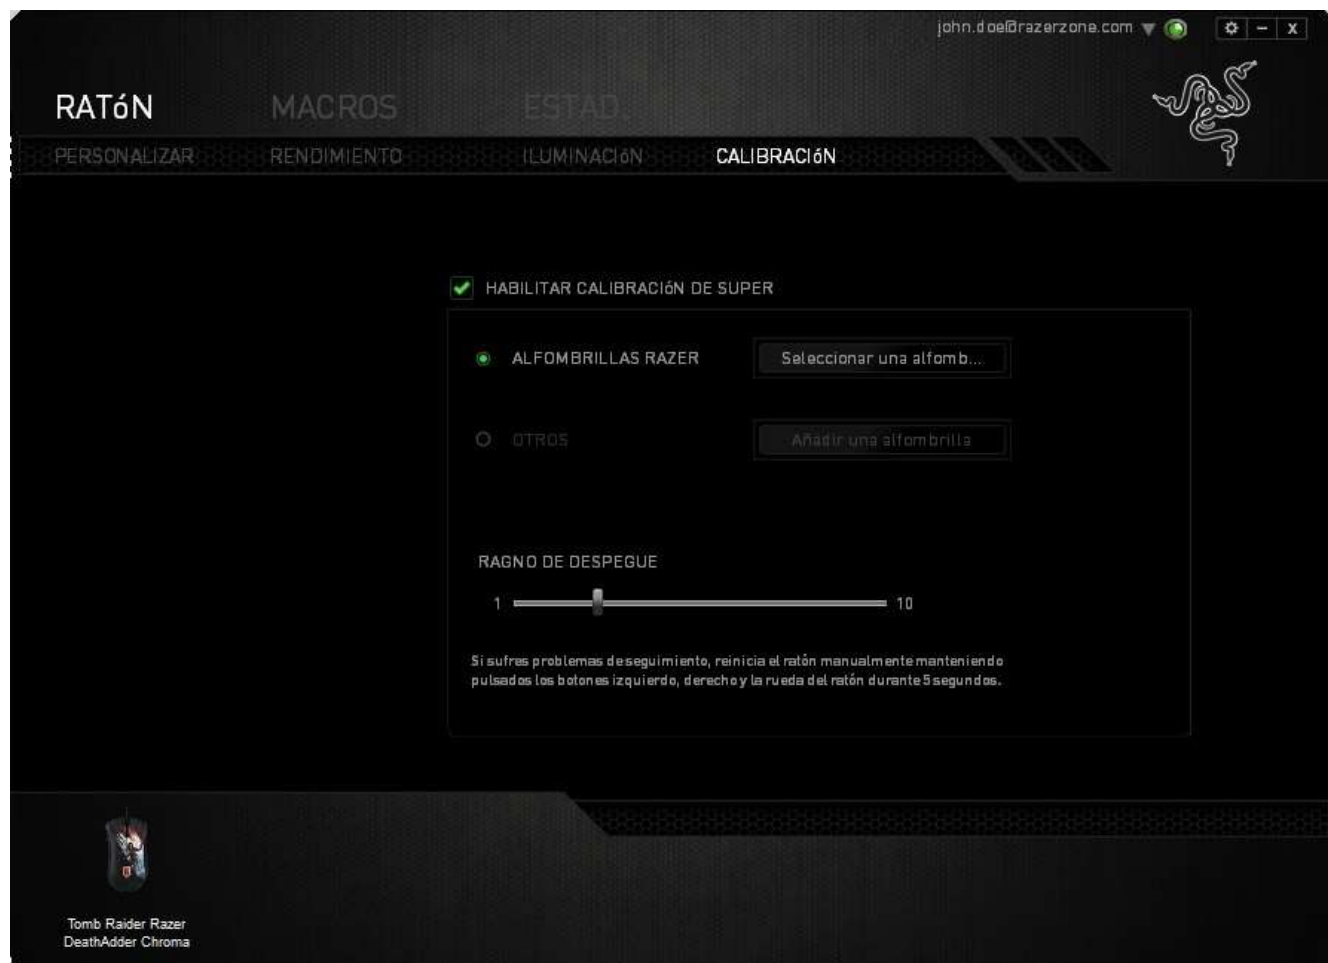 john.doe@razerzone.com
X
RATÓN MACROS ESTAD.
PERSONALIZAR RENDIMIENTO ILUMINACIÓN CALIBRACIÓN
HABILITAR CALIBRACIÓN DE SUPER
ALFOMBRILLAS RAZER Seleccionar una alfomb...
OTROS Añadir una alfombrilla
RAGNO DE DESPEGUE
1 10
Si sufres problemas de seguimiento, reinicia el ratón manualmente manteniendo
pulsados los botones izquierdo, derecho y la rueda del ratón durante 5 segundos.
Tomb Raider Razer
DeathAdder Chroma